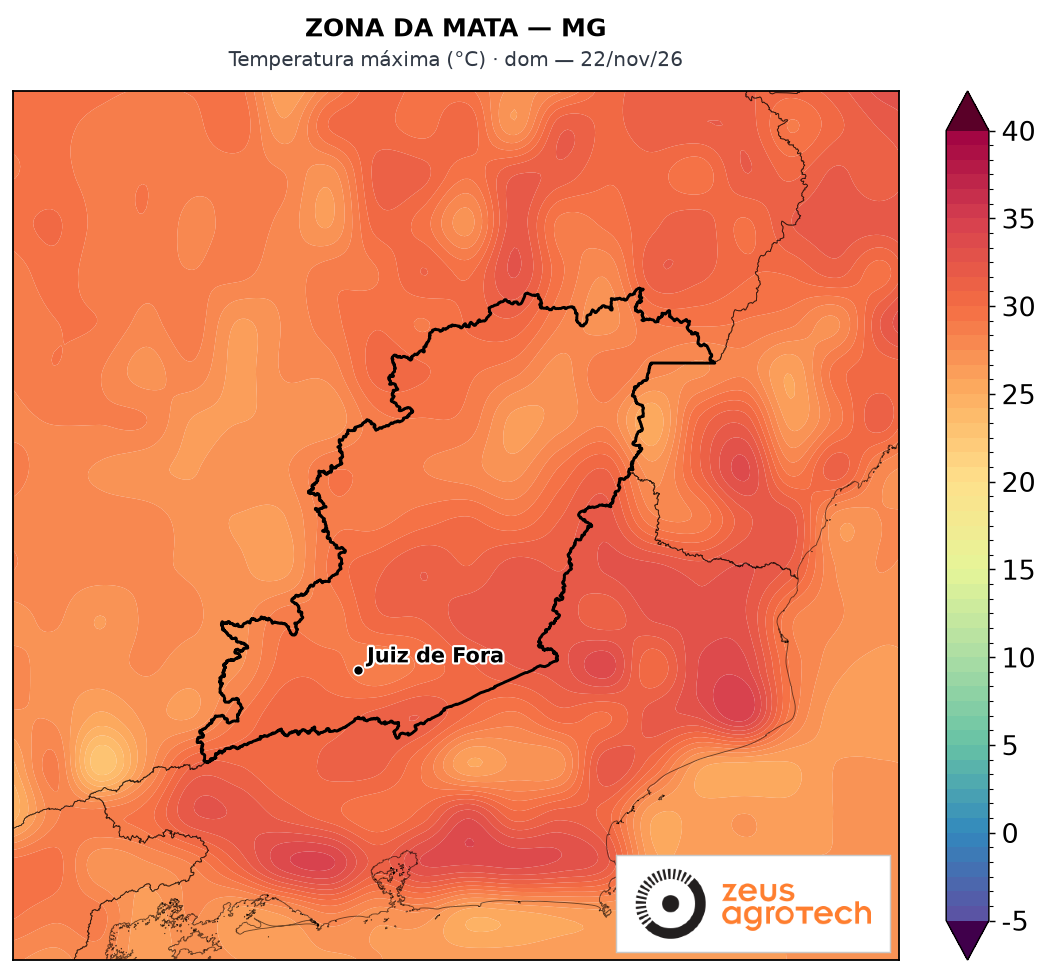 ZONA DA MATA — MG
Temperatura máxima (°C) · dom — 22/nov/26
40
35
30
25
20
15
10
5
0
-5
Juiz de Fora
zeus
agrotech